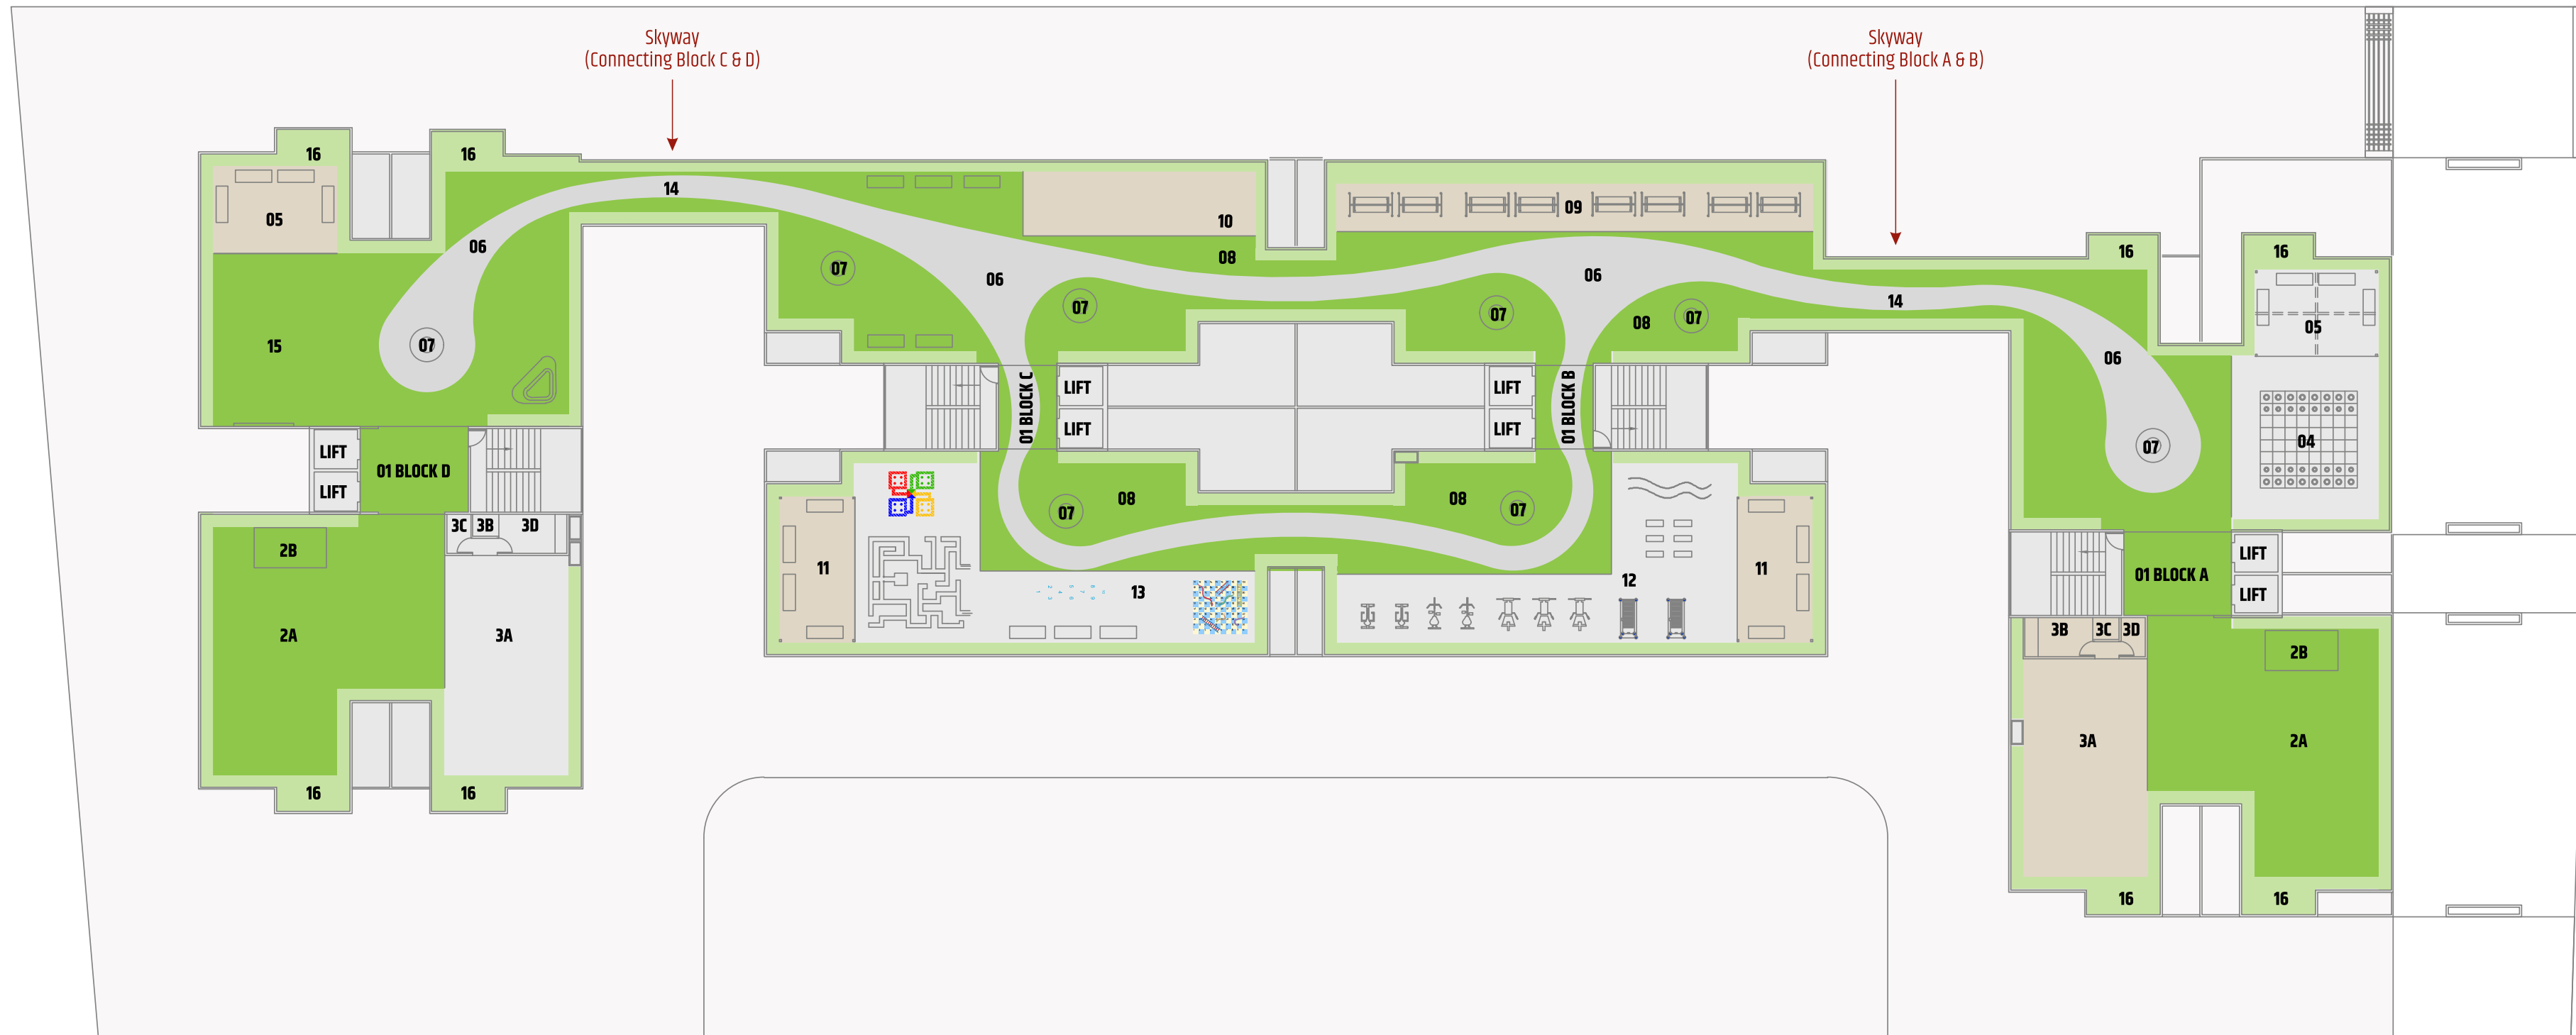 Skyway
(Connecting Block C & D)
Skyway
(Connecting Block A & B)
16
16
05
06
14
10
08
09
16
16
15
07
07
06
07
07
06
08
07
14
06
05
07
04
LIFT
LIFT
01 BLOCK D
01 BLOCK C
LIFT
LIFT
LIFT
LIFT
01 BLOCK B
2B
3C
3B
3D
2A
3A
11
07
08
08
07
13
12
11
01 BLOCK A
LIFT
LIFT
3B
3C
3D
2B
3A
2A
16
16
16
16